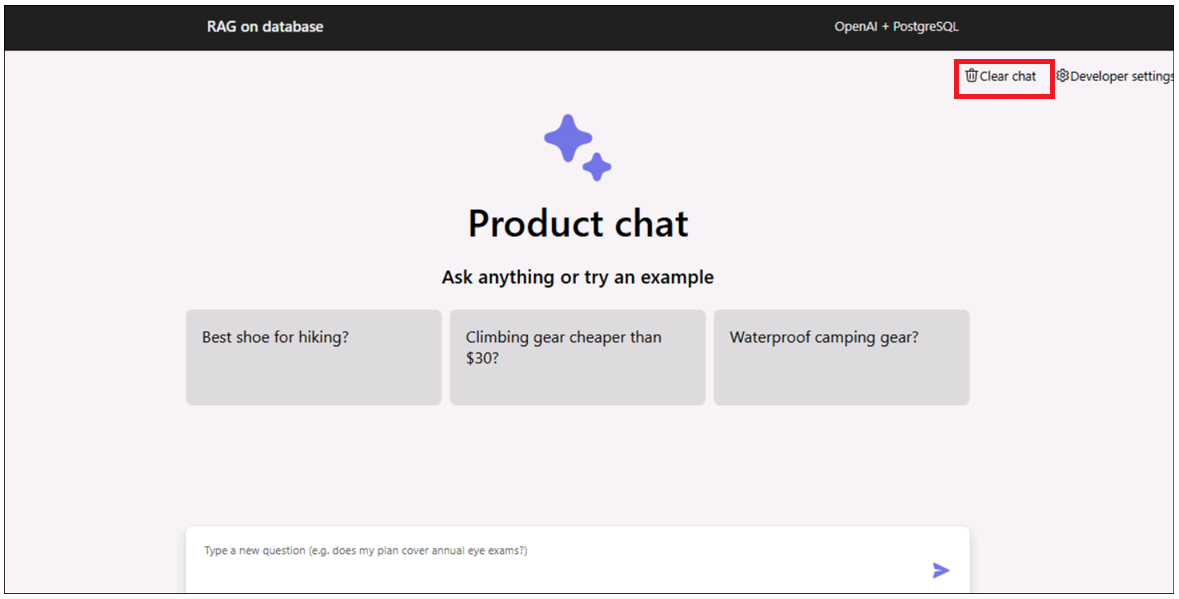 RAG on database
OpenAI + PostgreSQL
Clear chat
Developer settings
Product chat
Ask anything or try an example
Best shoe for hiking?
Climbing gear cheaper than
$30?
Waterproof camping gear?
Type a new question (e.g. does my plan cover annual eye exams?)